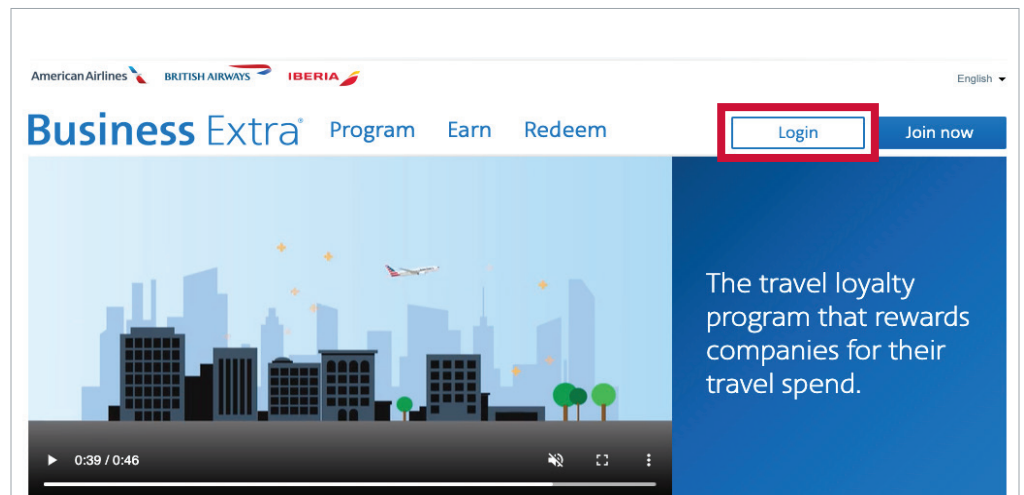 American Airlines BRITISH AIRWAYS IBERIA English
Business Extra® Program Earn Redeem Login Join now
The travel loyalty
program that rewards
companies for their
travel spend.
0:39 / 0:46